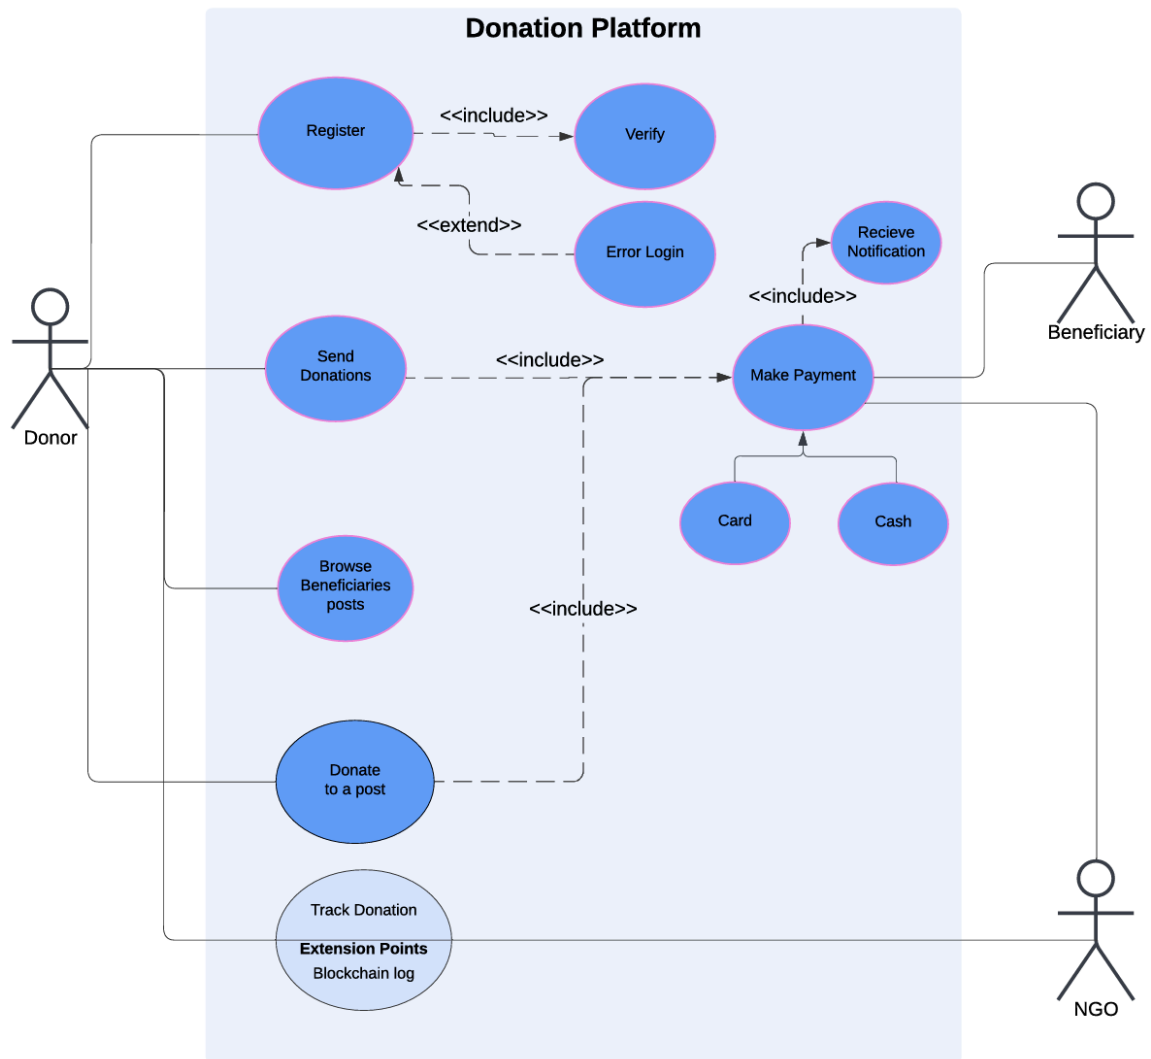 Donation Platform
<<include>>
Register
Verify
<<extend>>
Error Login
Recieve
Notification
<<include>>
Beneficiary
Send
Donations
<<include>>
Make Payment
Donor
Card
Cash
Browse
Beneficiaries
posts
<<include>>
Donate
to a post
Track Donation
Extension Points
Blockchain log
NGO